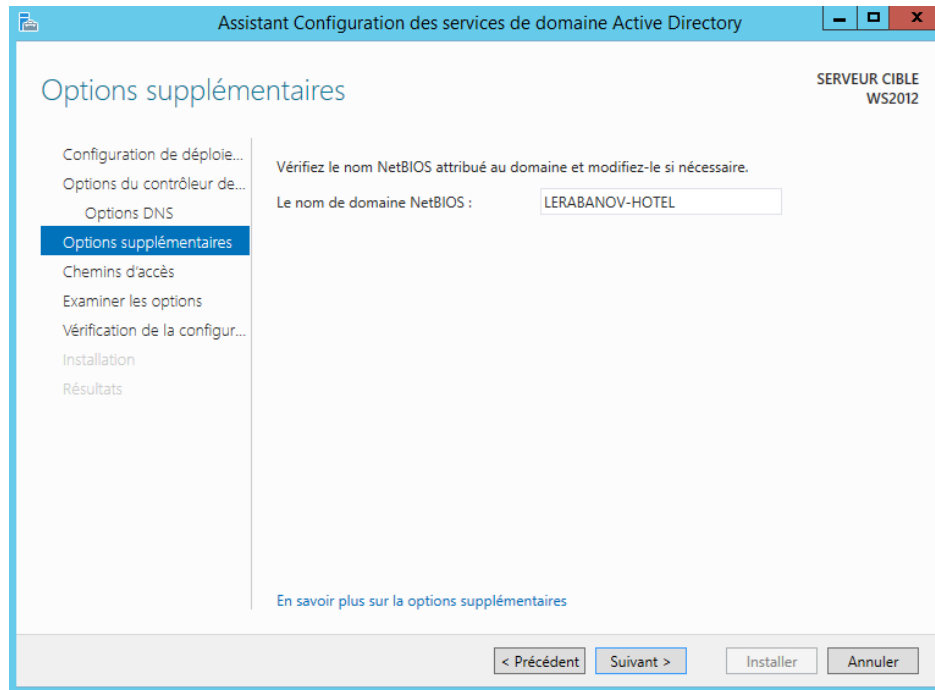 Assistant Configuration des services de domaine Active Directory
Options supplémentaires
SERVEUR CIBLE
WS2012
Configuration de déploie...
Options du contrôleur de...
Options DNS
Options supplémentaires
Chemins d'accès
Examiner les options
Vérification de la configur...
Installation
Résultats
Vérifiez le nom NetBIOS attribué au domaine et modifiez-le si nécessaire.
Le nom de domaine NetBIOS : LERABANOV-HOTEL
En savoir plus sur la options supplémentaires
< Précédent Suivant > Installer Annuler